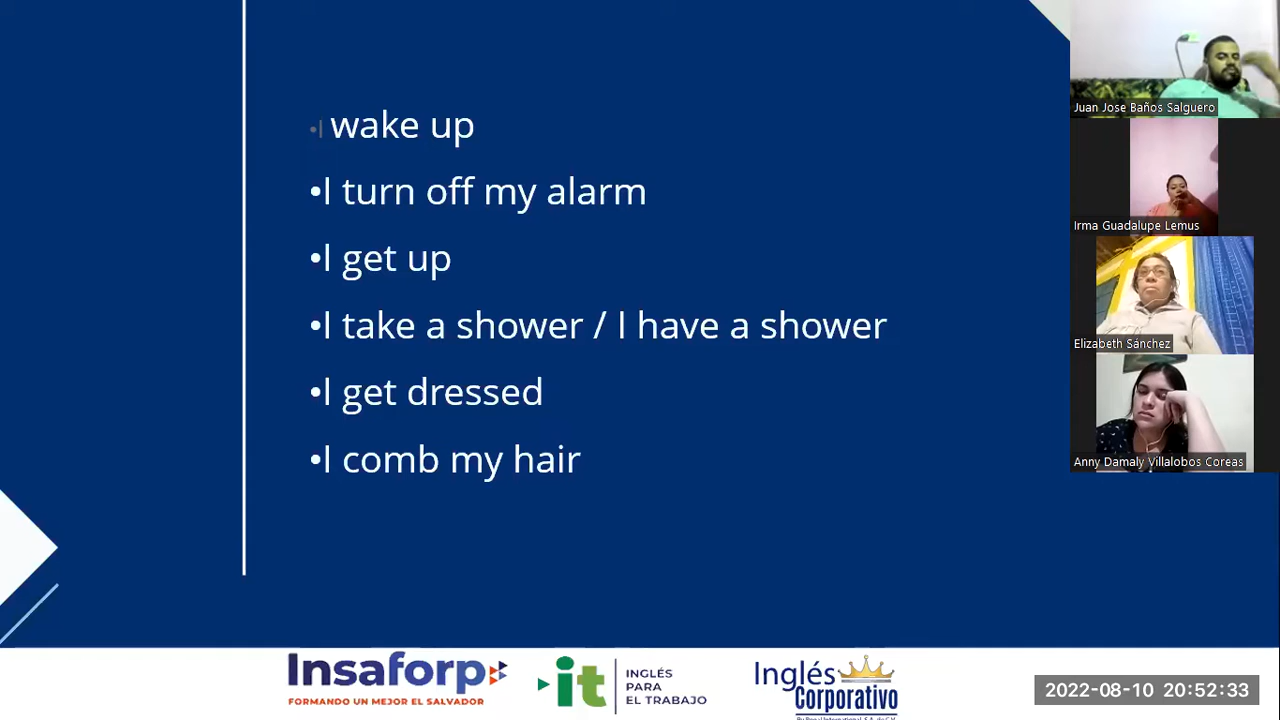 •I wake up
•I turn off my alarm
•I get up
•I take a shower / I have a shower
•I get dressed
•I comb my hair
Juan Jose Baños Salguero
Irma Guadalupe Lemus
Elizabeth Sánchez
Anny Damaly Villalobos Coreas
Insaforp
FORMANDO UN MEJOR EL SALVADOR
it
INGLÉS
PARA
EL TRABAJO
Inglés
Corporativo
2022-08-10 20:52:33